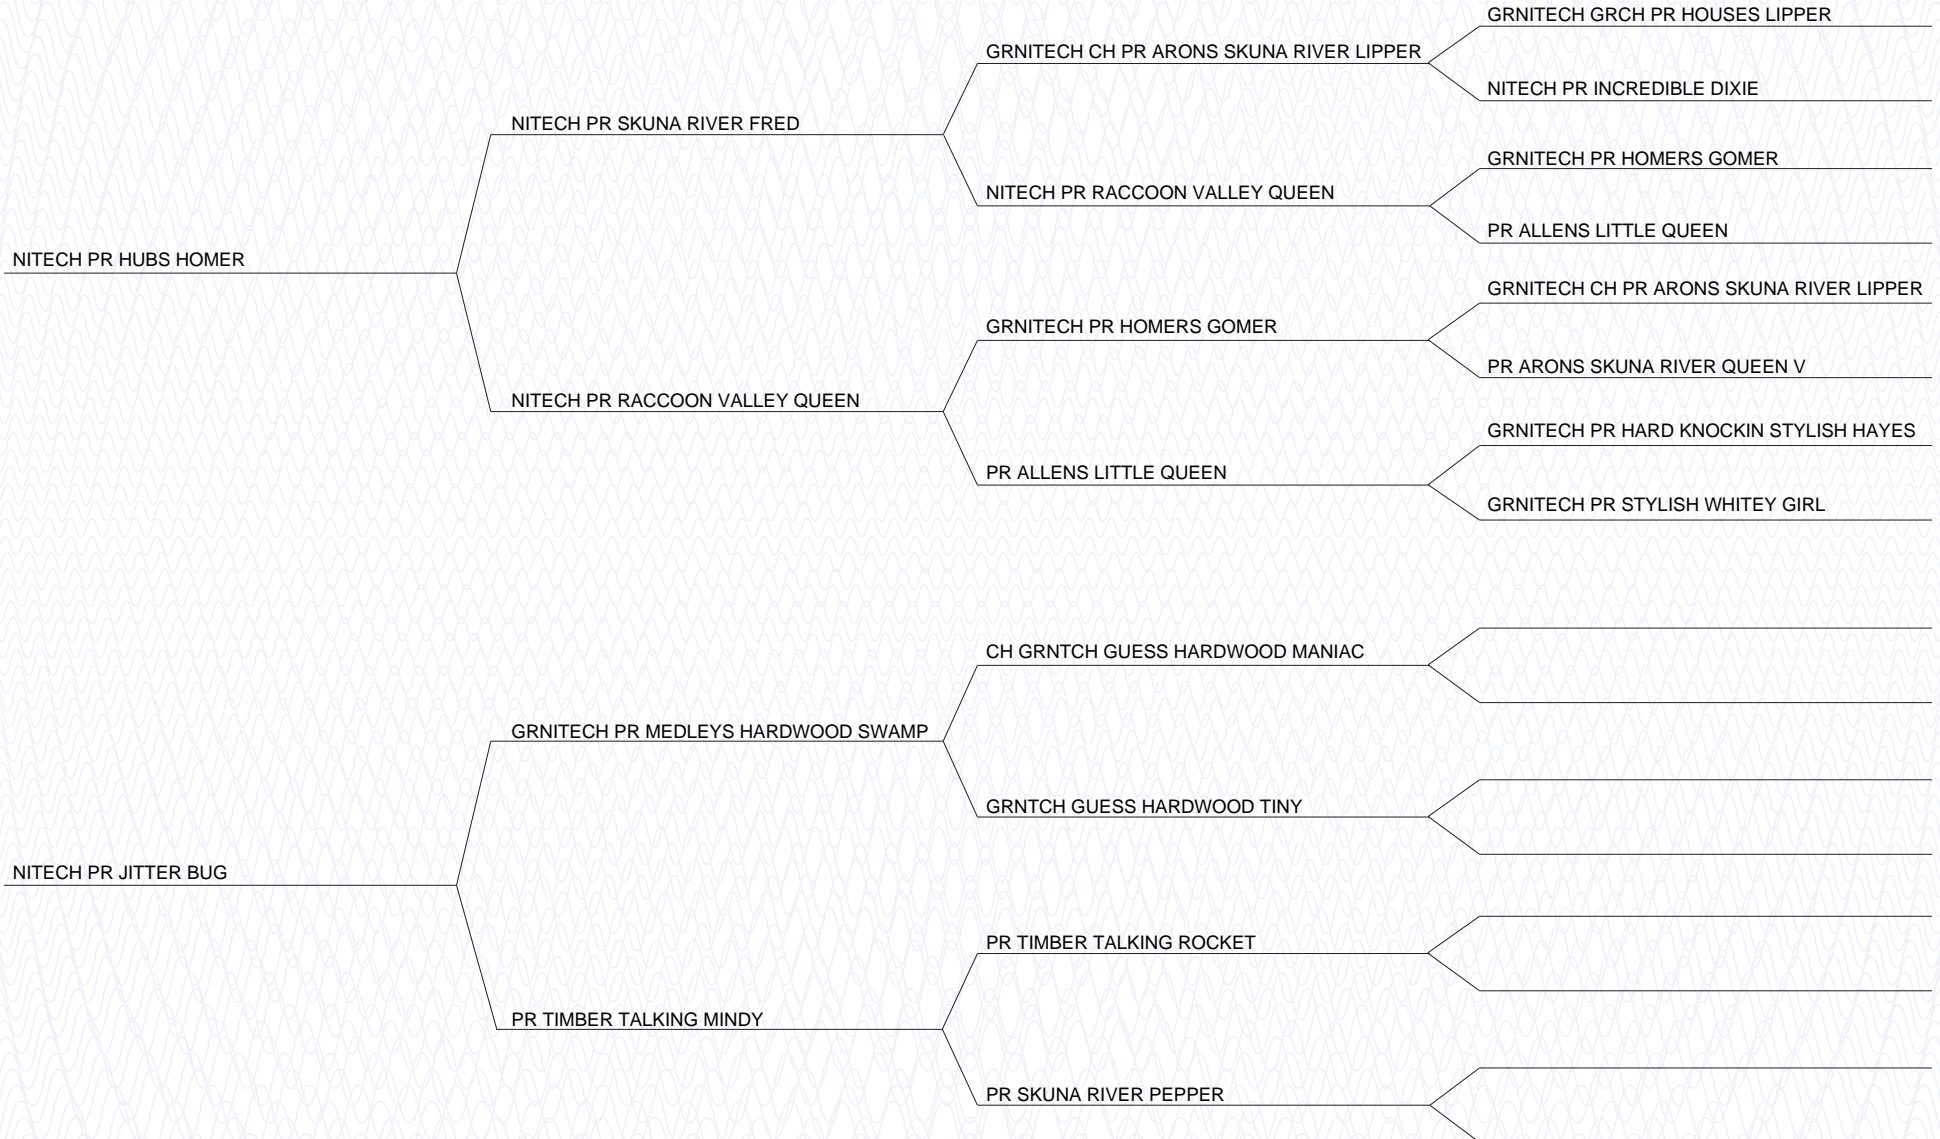 GRNITECH GRCH PR HOUSES LIPPER
GRNITECH CH PR ARONS SKUNA RIVER LIPPER
NITECH PR INCREDIBLE DIXIE
NITECH PR SKUNA RIVER FRED
GRNITECH PR HOMERS GOMER
NITECH PR RACCOON VALLEY QUEEN
PR ALLENS LITTLE QUEEN
NITECH PR HUBS HOMER
GRNITECH CH PR ARONS SKUNA RIVER LIPPER
GRNITECH PR HOMERS GOMER
PR ARONS SKUNA RIVER QUEEN V
NITECH PR RACCOON VALLEY QUEEN
GRNITECH PR HARD KNOCKIN STYLISH HAYES
PR ALLENS LITTLE QUEEN
GRNITECH PR STYLISH WHITEY GIRL
CH GRNTCH GUESS HARDWOOD MANIAC
GRNITECH PR MEDLEYS HARDWOOD SWAMP
GRNTCH GUESS HARDWOOD TINY
NITECH PR JITTER BUG
PR TIMBER TALKING ROCKET
PR TIMBER TALKING MINDY
PR SKUNA RIVER PEPPER